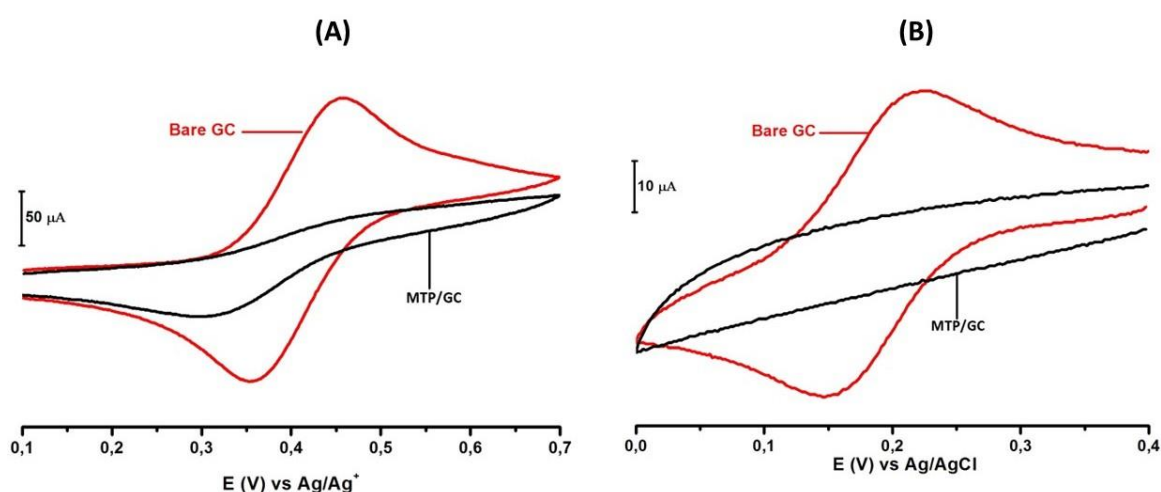 (A)
(B)
Bare GC
50 μA
MTP/GC
0,1 0,2 0,3 0,4 0,5 0,6 0,7
E (V) vs Ag/Ag⁺
Bare GC
10 μA
MTP/GC
0,0 0,1 0,2 0,3 0,4
E (V) vs Ag/AgCl